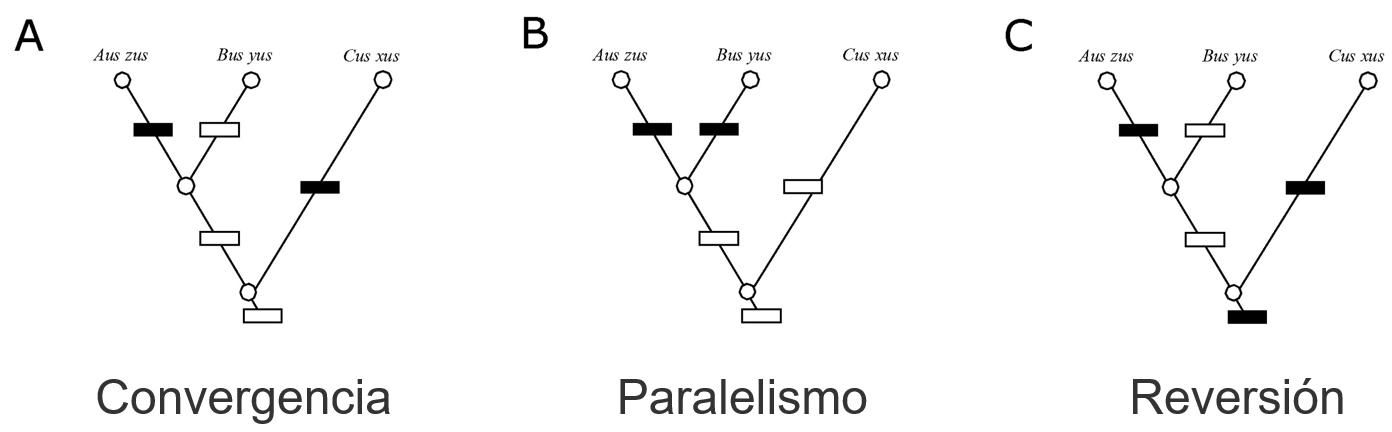 A
Aus zus Bus yus Cus xus
B
Aus zus Bus yus Cus xus
C
Aus zus Bus yus Cus xus
Convergencia
Paralelismo
Reversión